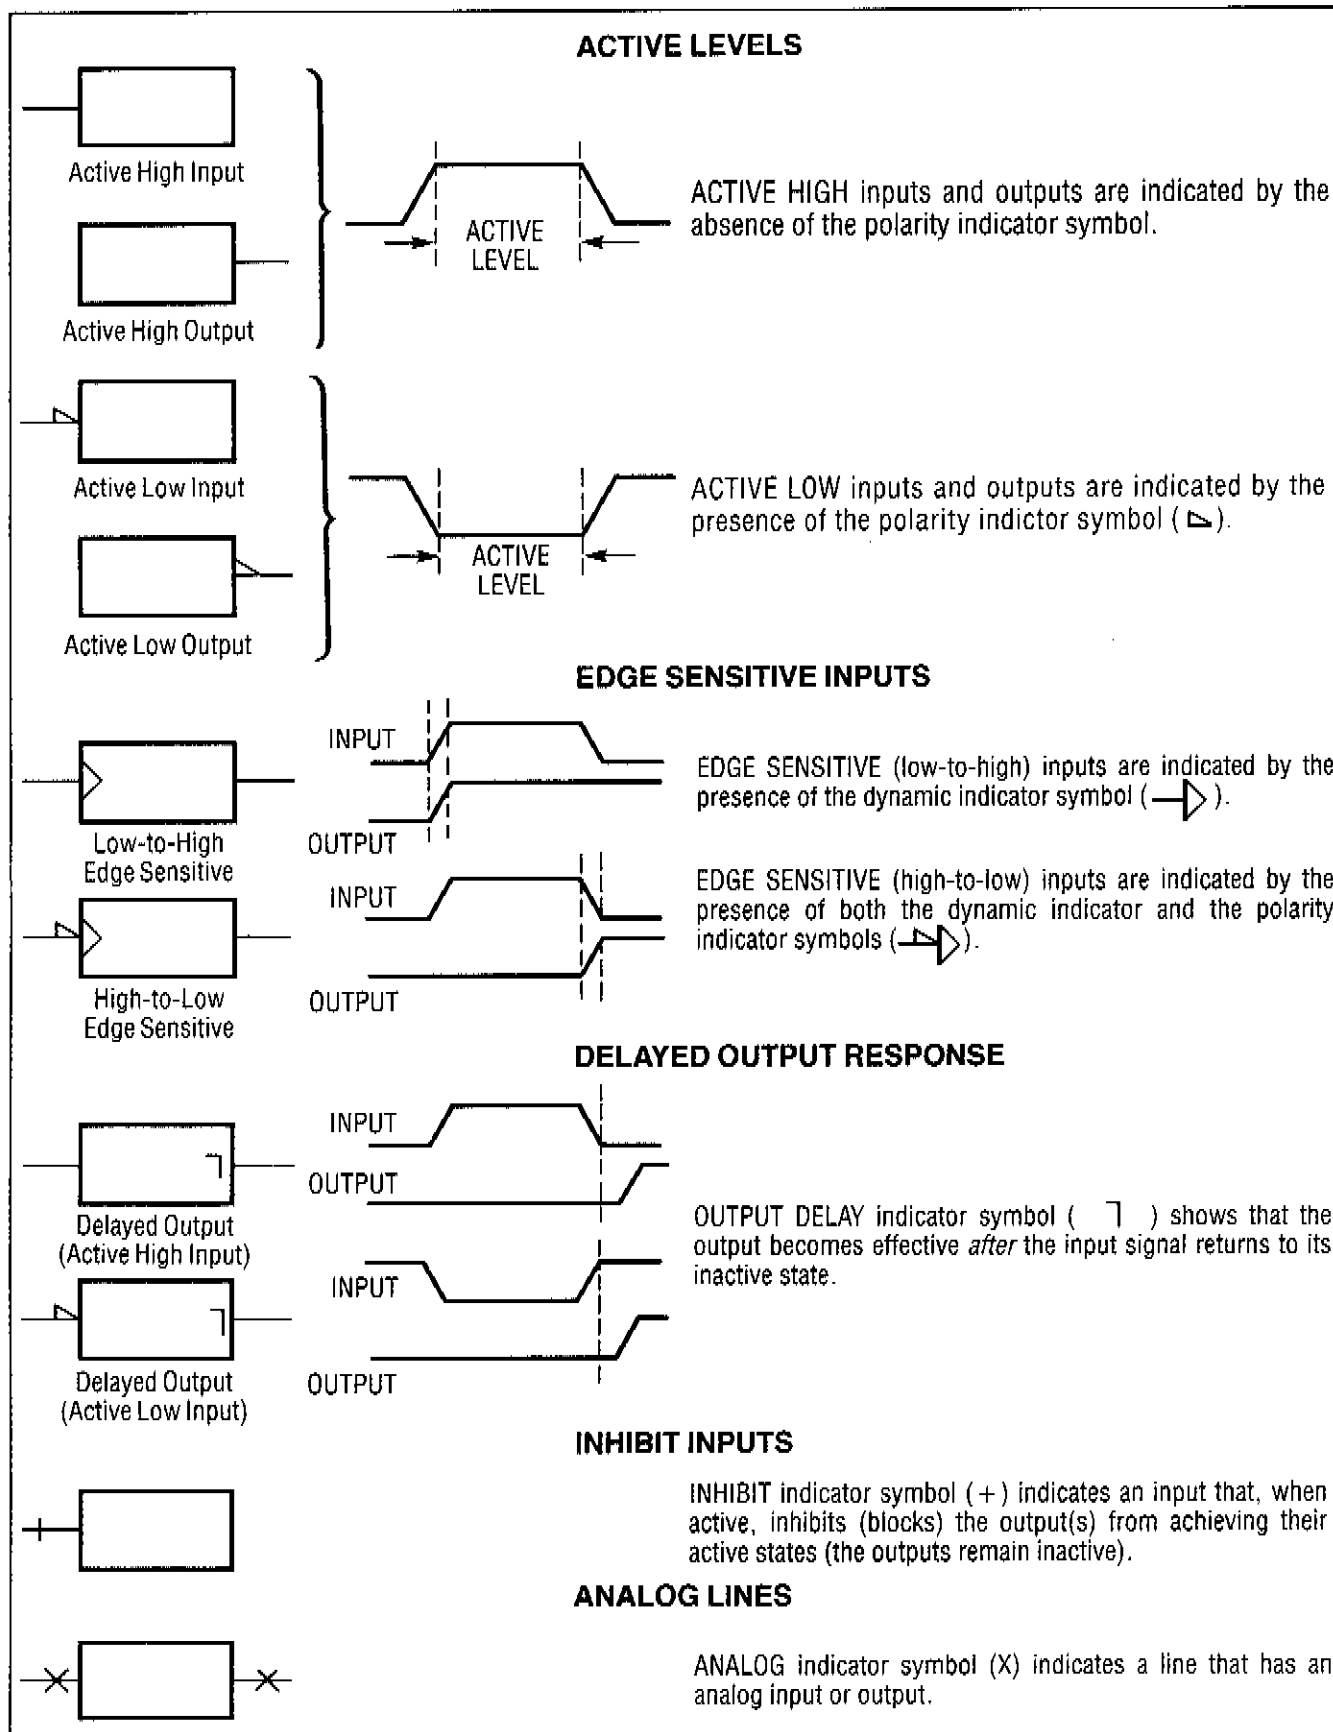 ACTIVE LEVELS
Active High Input
Active High Output
ACTIVE
LEVEL
ACTIVE HIGH inputs and outputs are indicated by the
absence of the polarity indicator symbol.
Active Low Input
Active Low Output
ACTIVE
LEVEL
ACTIVE LOW inputs and outputs are indicated by the
presence of the polarity indictor symbol ( ).
EDGE SENSITIVE INPUTS
INPUT
OUTPUT
Low-to-High
Edge Sensitive
EDGE SENSITIVE (low-to-high) inputs are indicated by the
presence of the dynamic indicator symbol ( ).
INPUT
OUTPUT
High-to-Low
Edge Sensitive
EDGE SENSITIVE (high-to-low) inputs are indicated by the
presence of both the dynamic indicator and the polarity
indicator symbols ( ).
DELAYED OUTPUT RESPONSE
INPUT
OUTPUT
Delayed Output
(Active High Input)
INPUT
OUTPUT
Delayed Output
(Active Low Input)
OUTPUT DELAY indicator symbol ( ㄱ ) shows that the
output becomes effective after the input signal returns to its
inactive state.
INHIBIT INPUTS
INHIBIT indicator symbol (+) indicates an input that, when
active, inhibits (blocks) the output(s) from achieving their
active states (the outputs remain inactive).
ANALOG LINES
ANALOG indicator symbol (X) indicates a line that has an
analog input or output.